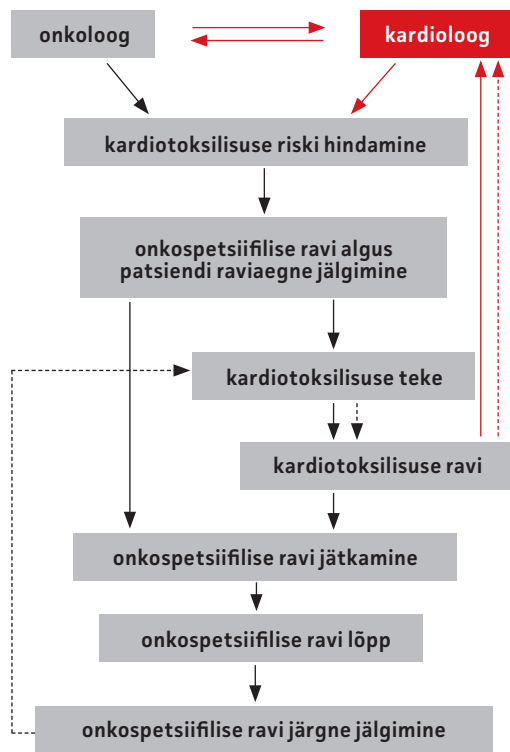 onkoloog
kardioloog
kardiotoksilisuse riski hindamine
onkospetsiifilise ravi algus
patsiendi raviaegne jälgimine
kardiotoksilisuse teke
kardiotoksilisuse ravi
onkospetsiifilise ravi jätkamine
onkospetsiifilise ravi lõpp
onkospetsiifilise ravi järgne jälgimine